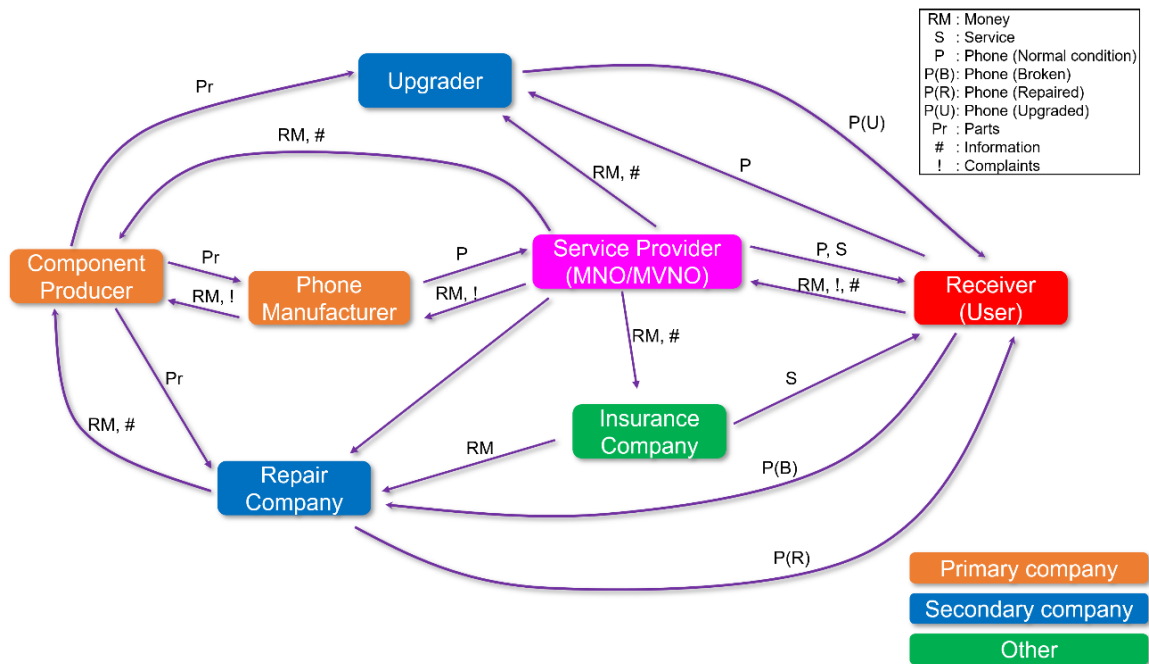 RM : Money
S : Service
P : Phone (Normal condition)
P(B): Phone (Broken)
P(R): Phone (Repaired)
P(U): Phone (Upgraded)
Pr : Parts
# : Information
! : Complaints
Upgrader
Pr
P(U)
RM, #
P
RM, #
Component
Producer
Pr
RM, !
Phone
Manufacturer
P
RM, !
Service Provider
(MNO/MVNO)
P, S
RM, !, #
Receiver
(User)
RM, #
Pr
S
Insurance
Company
RM, #
RM
Repair
Company
P(B)
P(R)
Primary company
Secondary company
Other